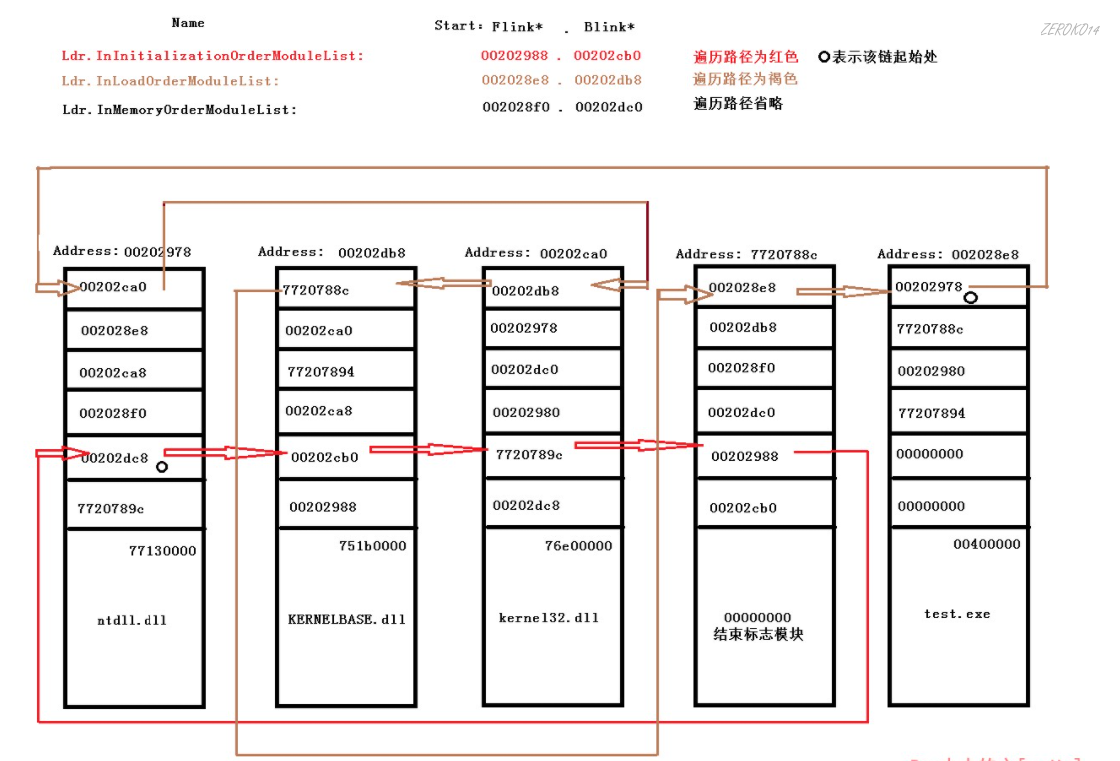 Name Start: Flink* . Blink*
ZEROKO14
Ldr.InInitializationOrderModuleList: 00202988 . 00202cb0 遍历路径为红色 O表示该链起始处
Ldr.InLoadOrderModuleList: 002028e8 . 00202db8 遍历路径为褐色
Ldr.InMemoryOrderModuleList: 002028f0 . 00202dc0 遍历路径省略
Address: 00202978 Address: 00202db8 Address: 00202ca0 Address: 7720788c Address: 002028e8
00202ca0 7720788c 00202db8 002028e8 00202978
002028e8 00202ca0 00202978 00202db8 7720788c
00202ca8 77207894 00202dc0 002028f0 00202980
002028f0 00202ca8 00202980 00202dc0 77207894
00202dc8 00202cb0 7720789c 00202988 00000000
7720789c 00202988 00202dc8 00202cb0 00000000
77130000 751b0000 76e00000 00400000
ntdll.dll KERNELBASE.dll kernel32.dll 00000000 test.exe
结束标志模块